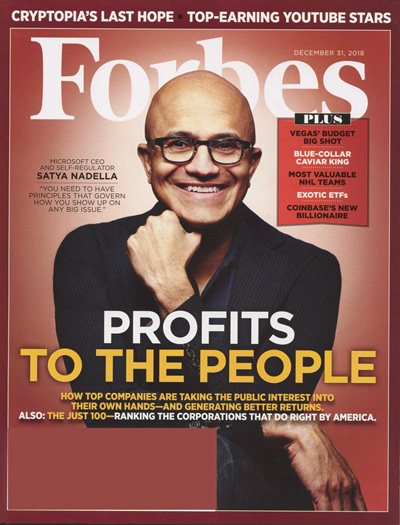 CRYPTOPIA'S LAST HOPE • TOP-EARNING YOUTUBE STARS
DECEMBER 31, 2018
Forbes
PLUS
VEGAS' BUDGET
BIG SHOT
BLUE-COLLAR
CAVIAR KING
MOST VALUABLE
NHL TEAMS
EXOTIC ETFs
COINBASE'S NEW
BILLIONAIRE
MICROSOFT CEO
AND SELF-REGULATOR
SATYA NADELLA
"YOU NEED TO HAVE
PRINCIPLES THAT GOVERN
HOW YOU SHOW UP ON
ANY BIG ISSUE."
PROFITS
TO THE PEOPLE
HOW TOP COMPANIES ARE TAKING THE PUBLIC INTEREST INTO
THEIR OWN HANDS—AND GENERATING BETTER RETURNS.
ALSO: THE JUST 100—RANKING THE CORPORATIONS THAT DO RIGHT BY AMERICA.